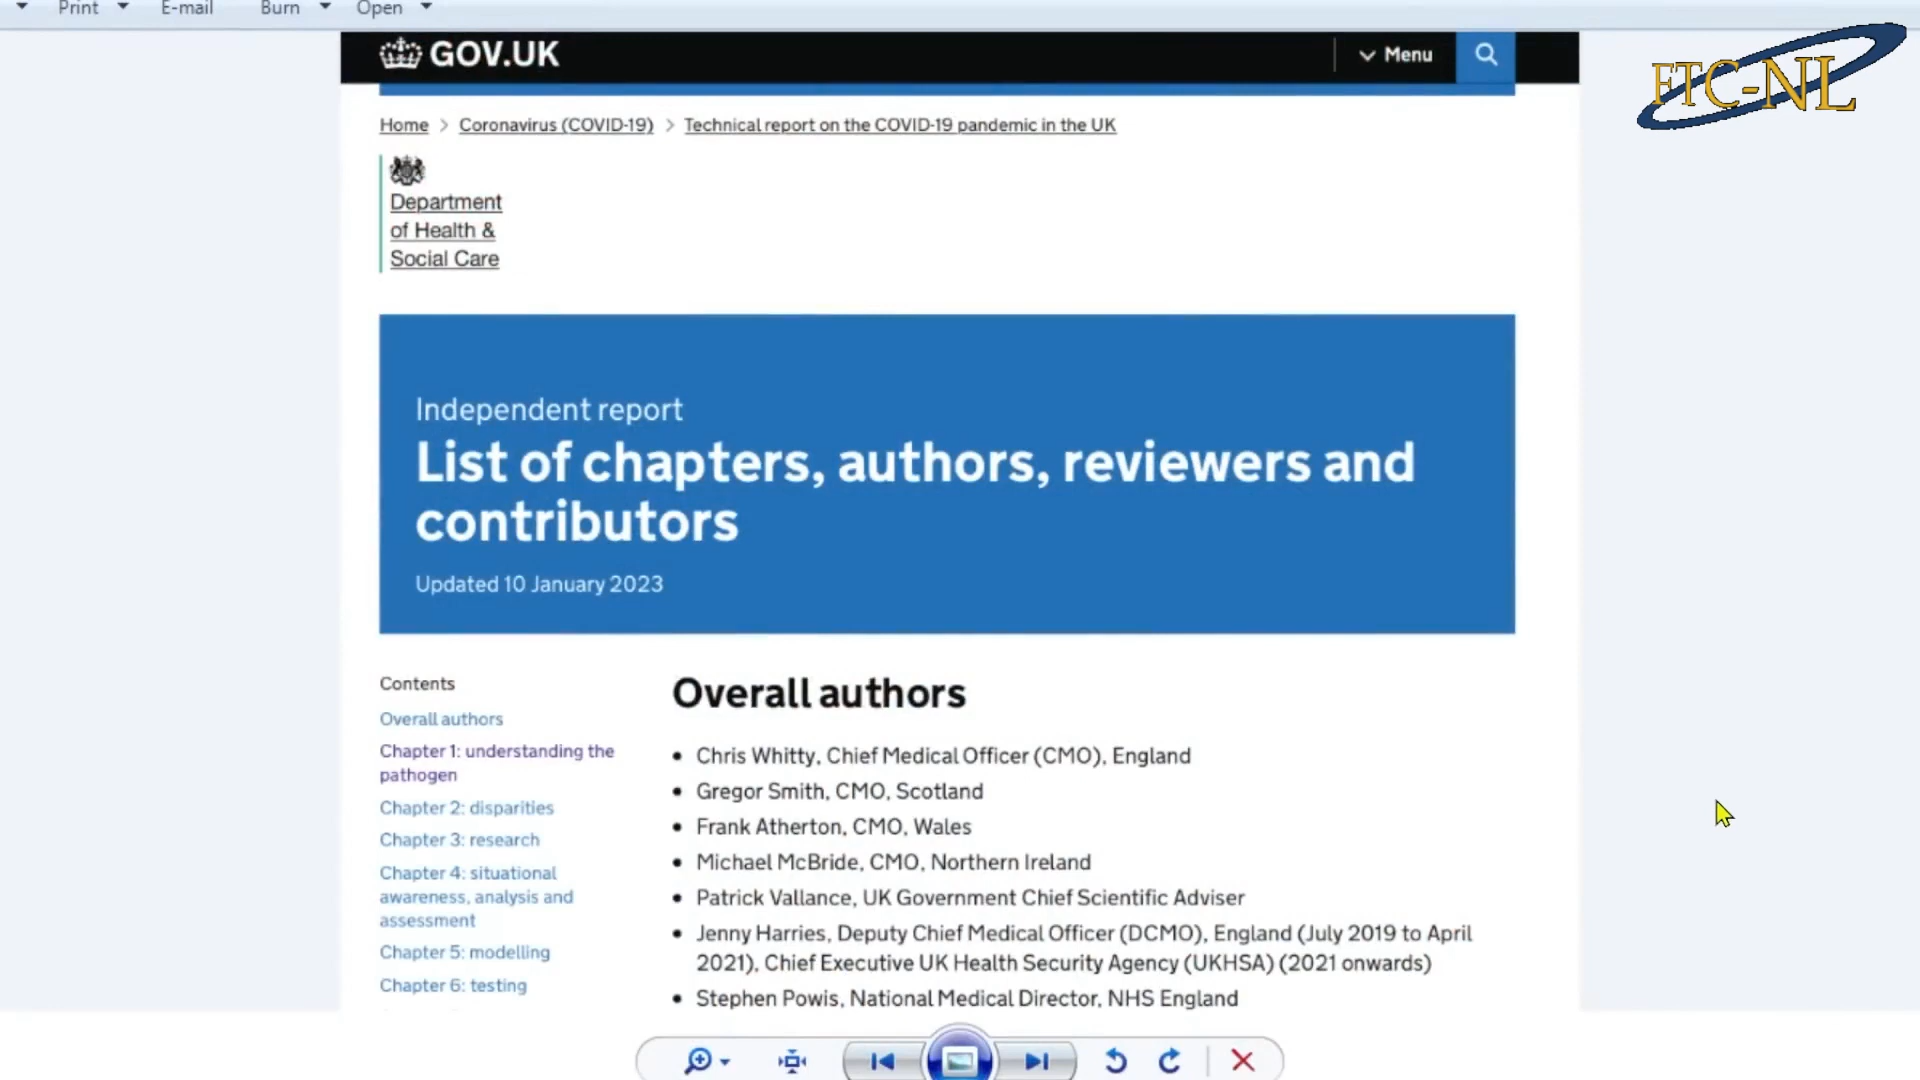 Print E-mail Burn Open
GOV.UK
Menu
FTC-NL
Home > Coronavirus (COVID-19) > Technical report on the COVID-19 pandemic in the UK
Department
of Health &
Social Care
Independent report
List of chapters, authors, reviewers and
contributors
Updated 10 January 2023
Contents
Overall authors
Chapter 1: understanding the
pathogen
Chapter 2: disparities
Chapter 3: research
Chapter 4: situational
awareness, analysis and
assessment
Chapter 5: modelling
Chapter 6: testing
Overall authors
• Chris Whitty, Chief Medical Officer (CMO), England
• Gregor Smith, CMO, Scotland
• Frank Atherton, CMO, Wales
• Michael McBride, CMO, Northern Ireland
• Patrick Vallance, UK Government Chief Scientific Adviser
• Jenny Harries, Deputy Chief Medical Officer (DCMO), England (July 2019 to April
2021), Chief Executive UK Health Security Agency (UKHSA) (2021 onwards)
• Stephen Powis, National Medical Director, NHS England